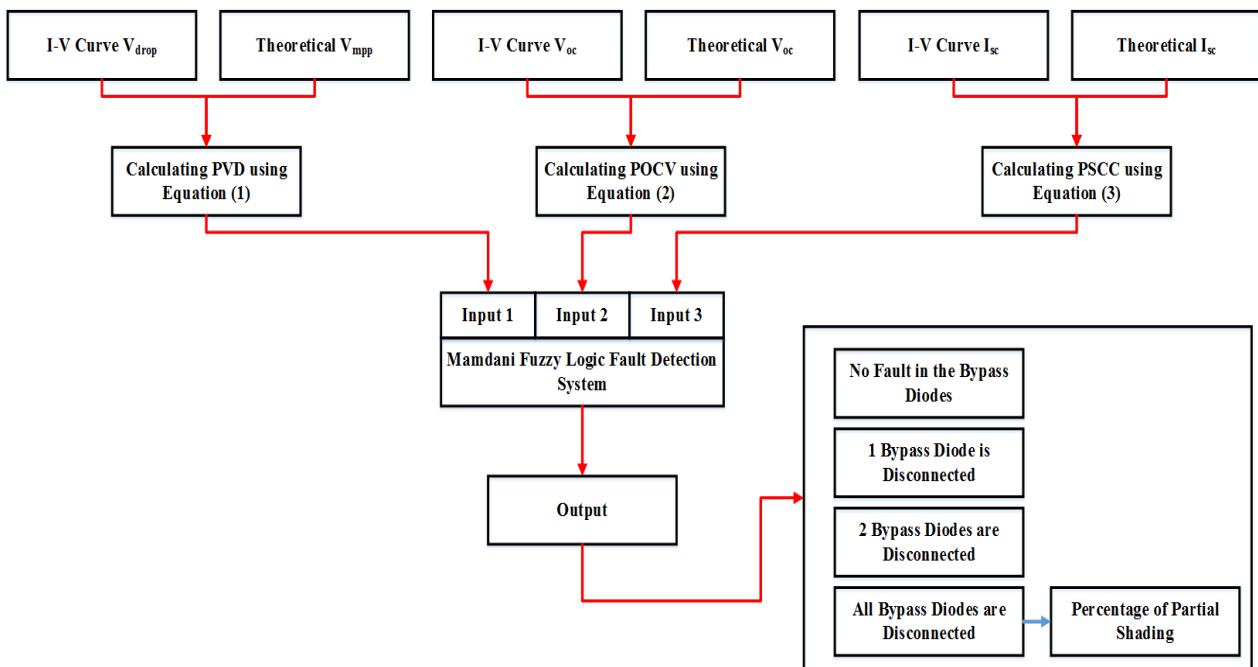 I-V Curve Vdrop
Theoretical Vmpp
I-V Curve Voc
Theoretical Voc
I-V Curve Isc
Theoretical Isc
Calculating PVD using
Equation (1)
Calculating POCV using
Equation (2)
Calculating PSCC using
Equation (3)
Input 1
Input 2
Input 3
Mamdani Fuzzy Logic Fault Detection
System
Output
No Fault in the Bypass
Diodes
1 Bypass Diode is
Disconnected
2 Bypass Diodes are
Disconnected
All Bypass Diodes are
Disconnected
Percentage of Partial
Shading